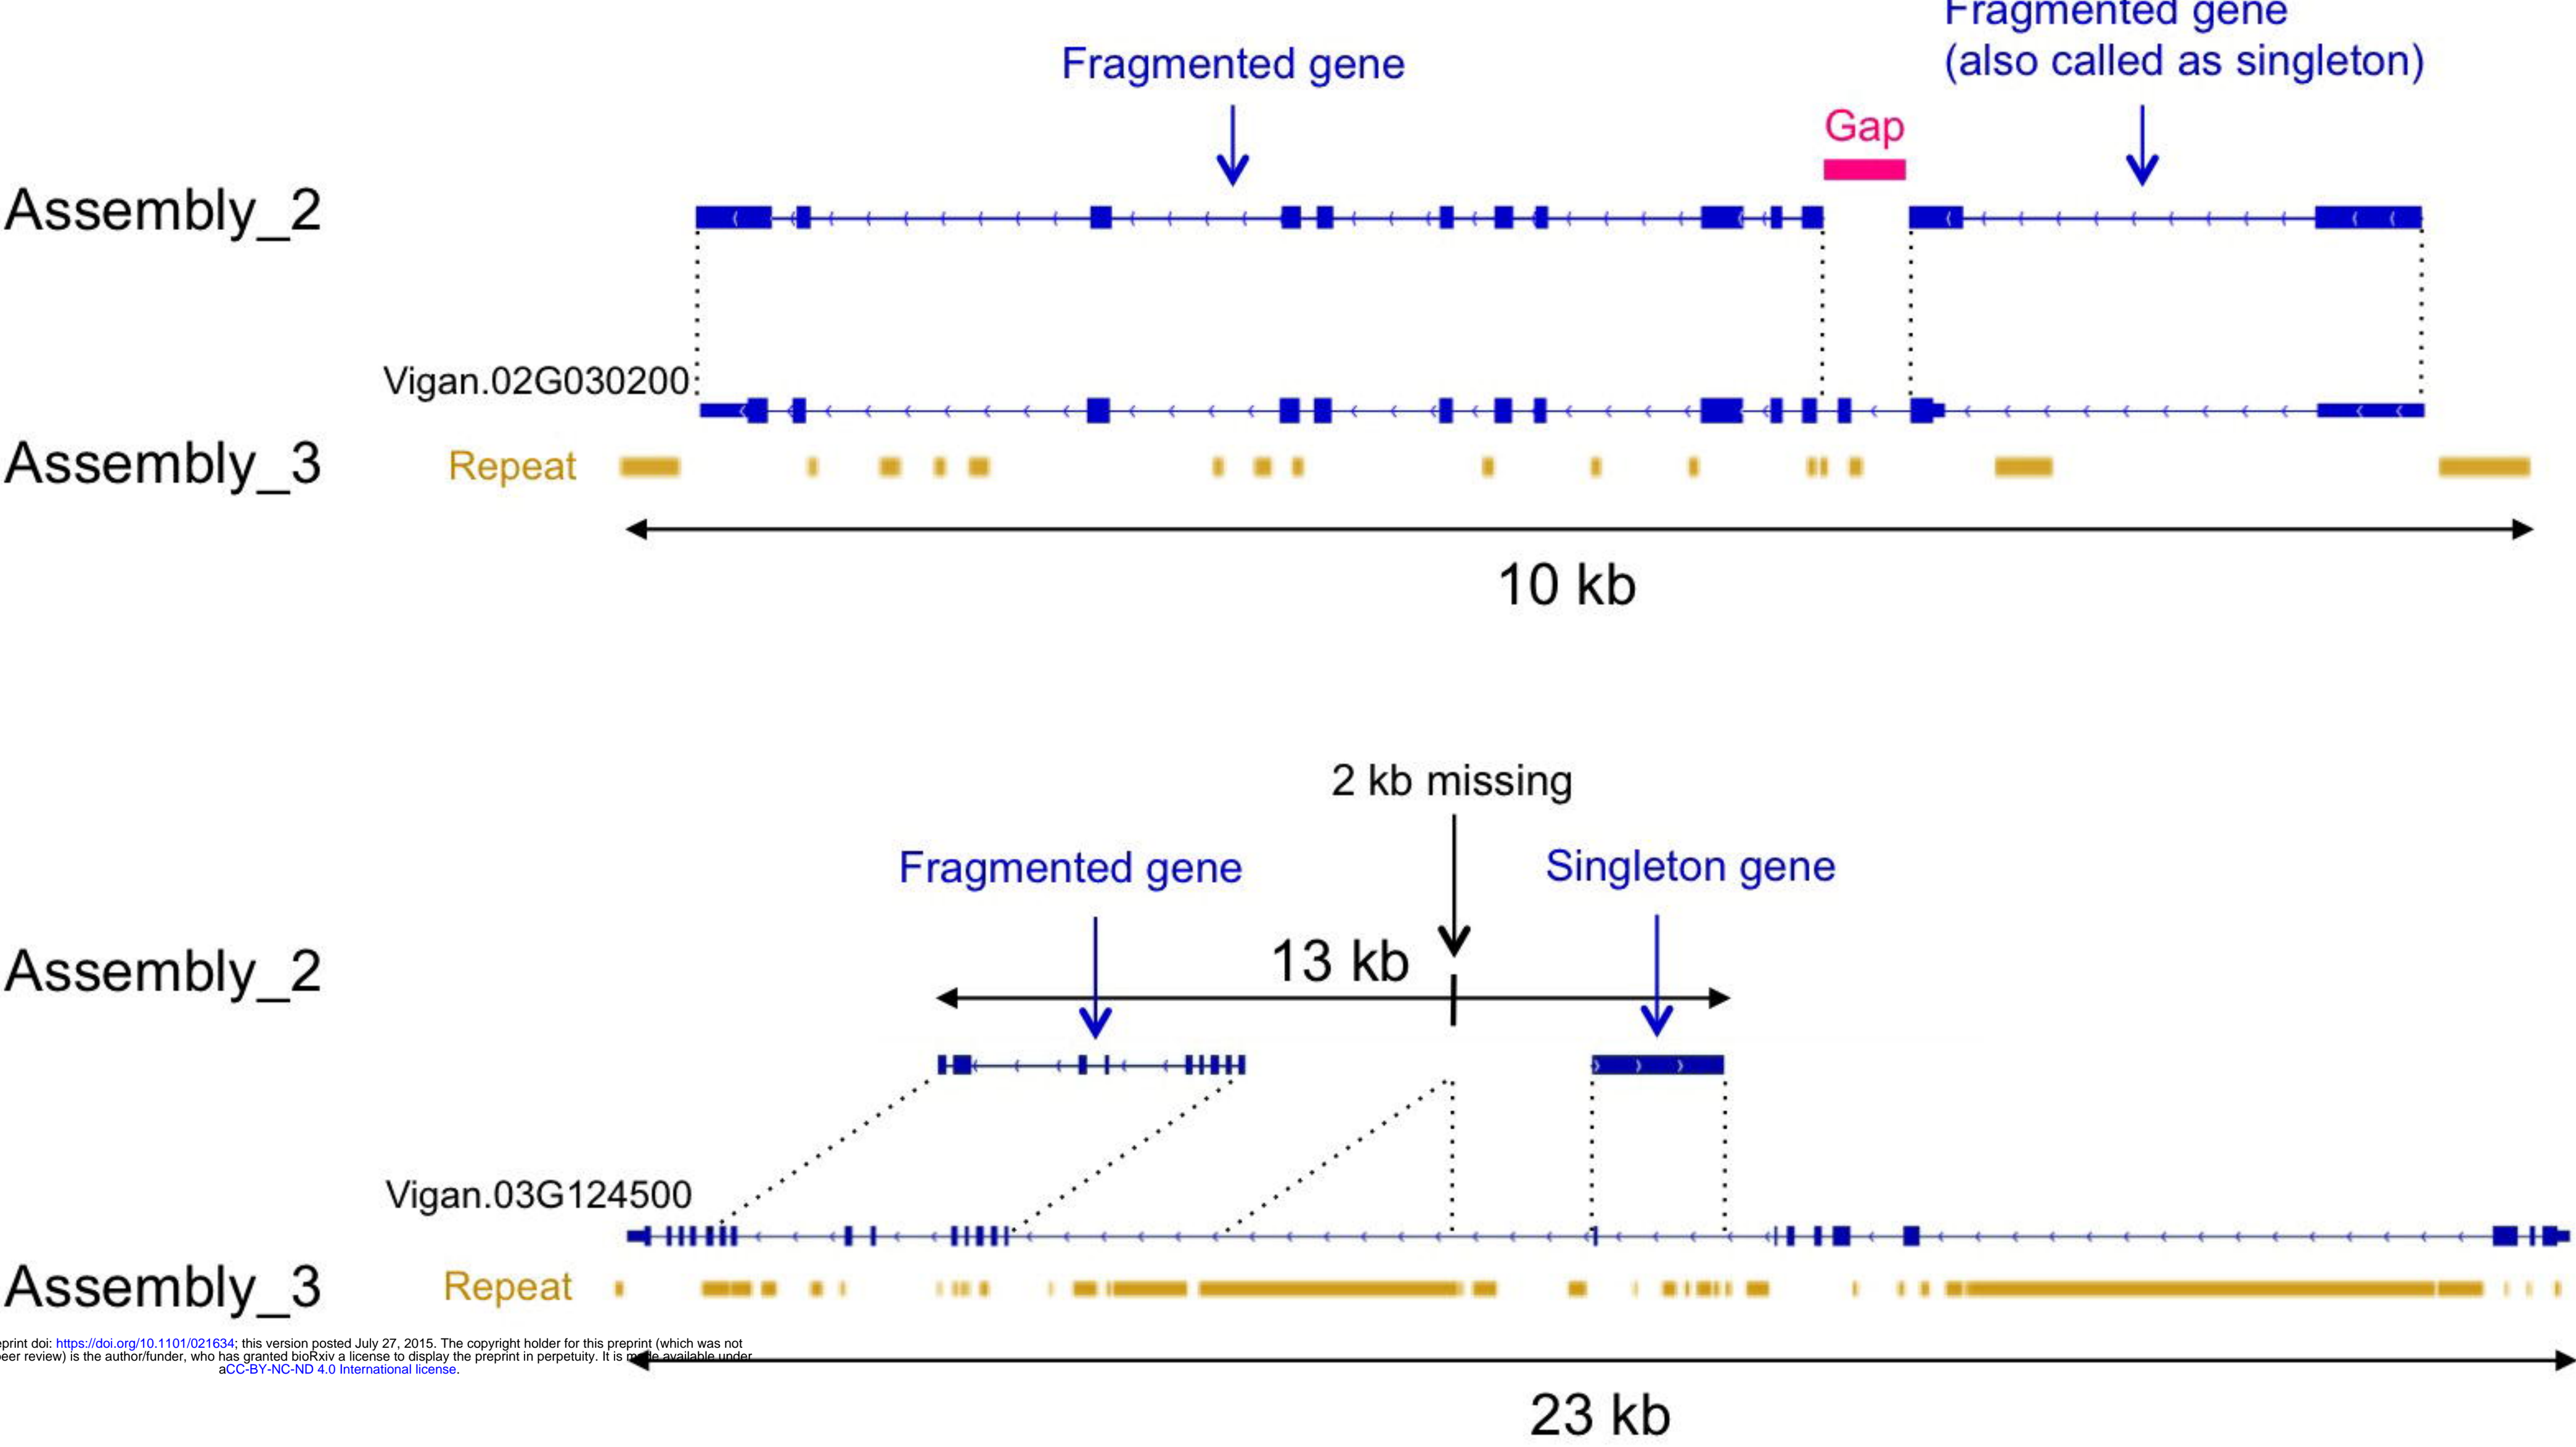 Fragmented gene
(also called as singleton)
Fragmented gene
Gap
Assembly_2
Vigan.02G030200
Assembly_3
Repeat
10 kb
2 kb missing
Fragmented gene
Singleton gene
13 kb
Assembly_2
Vigan.03G124500
Assembly_3
Repeat
eprint doi: https://doi.org/10.1101/021634; this version posted July 27, 2015. The copyright holder for this preprint (which was not
eer review) is the author/funder, who has granted bioRxiv a license to display the preprint in perpetuity. It is made available under
aCC-BY-NC-ND 4.0 International license.
23 kb